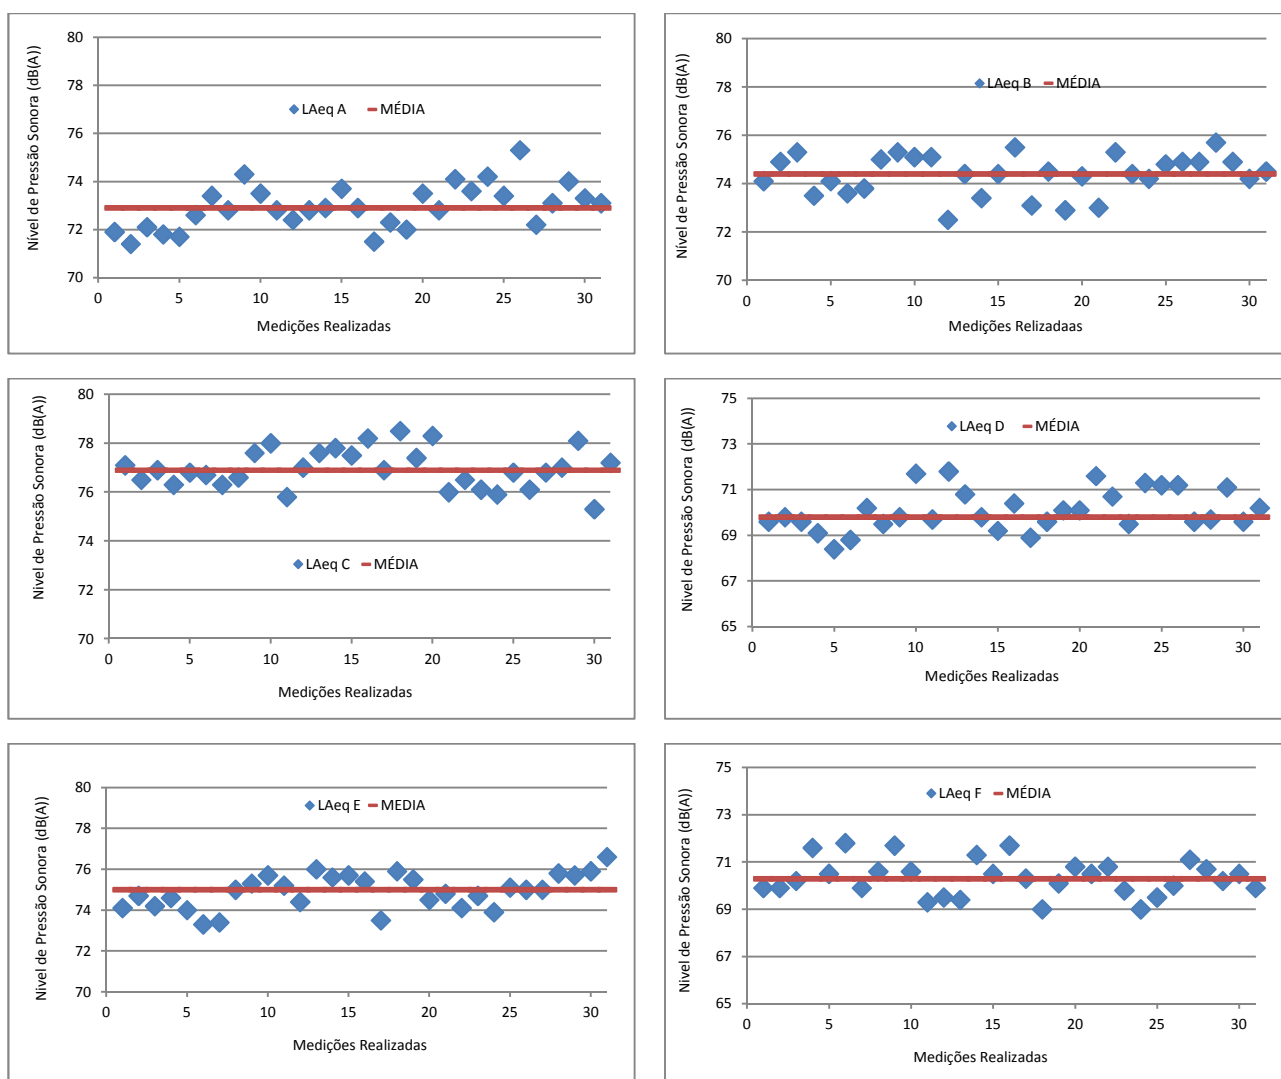 80
78
76
74
72
70
0 5 10 15 20 25 30
Nível de Pressão Sonora (dB(A))
LAeq A MÉDIA
Medições Realizadas
80
78
76
74
72
70
0 5 10 15 20 25 30
Nível de Pressão Sonora (dB(A))
LAeq B MÉDIA
Medições Relizadaas
80
78
76
74
72
70
0 5 10 15 20 25 30
Nivel de Pressão Sonora (dB(A))
LAeq C MÉDIA
Medições Realizadas
75
73
71
69
67
65
0 5 10 15 20 25 30
Nivel de Pressão Sonora (dB(A))
LAeq D MÉDIA
Medições Realizadas
80
78
76
74
72
70
0 5 10 15 20 25 30
Nivel de Pressão Sonora (dB(A))
LAeq E MEDIA
Medições Realizadas
75
73
71
69
67
65
0 5 10 15 20 25 30
Nivel de Pressão Sonora (dB(A))
LAeq F MÉDIA
Medições Realizadas